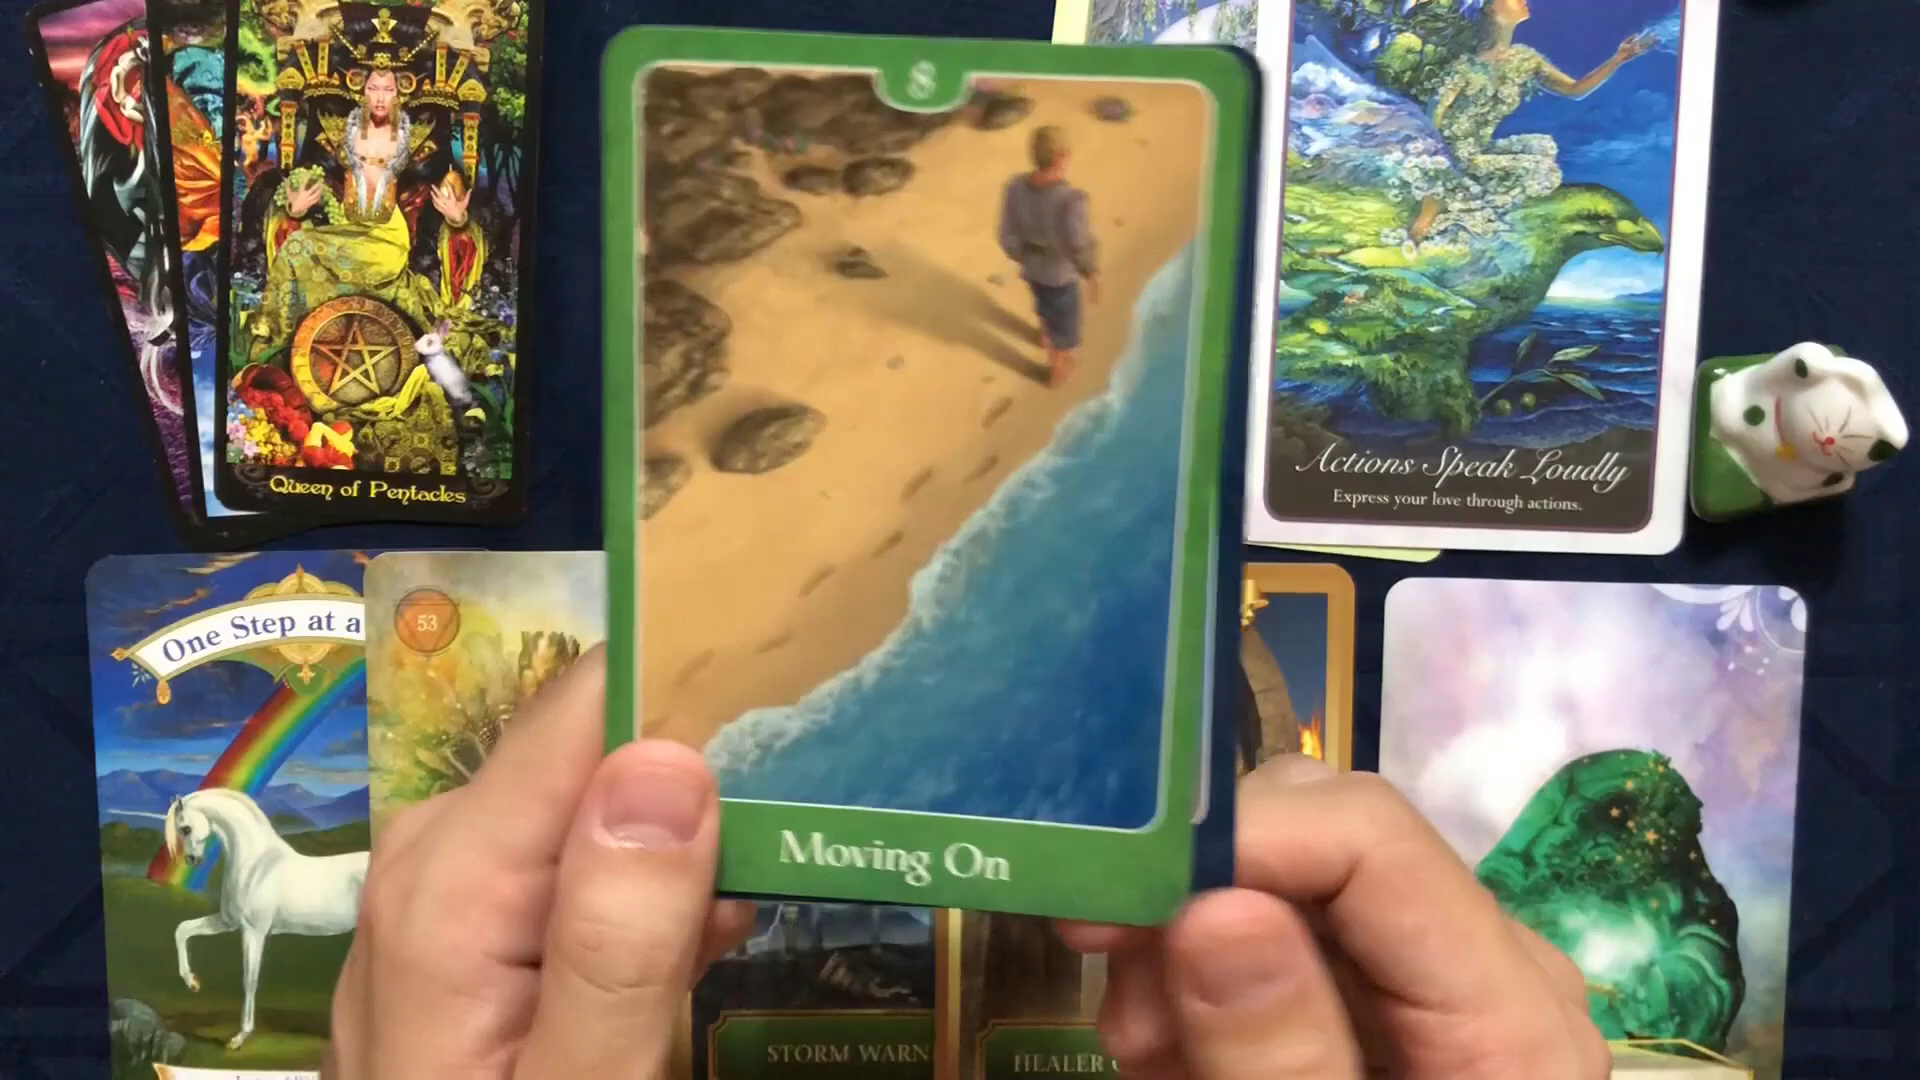 8
Queen of Pentacles
Actions Speak Loudly
Express your love through actions.
One Step at a
53
Moving On
STORM WARN
HEALER